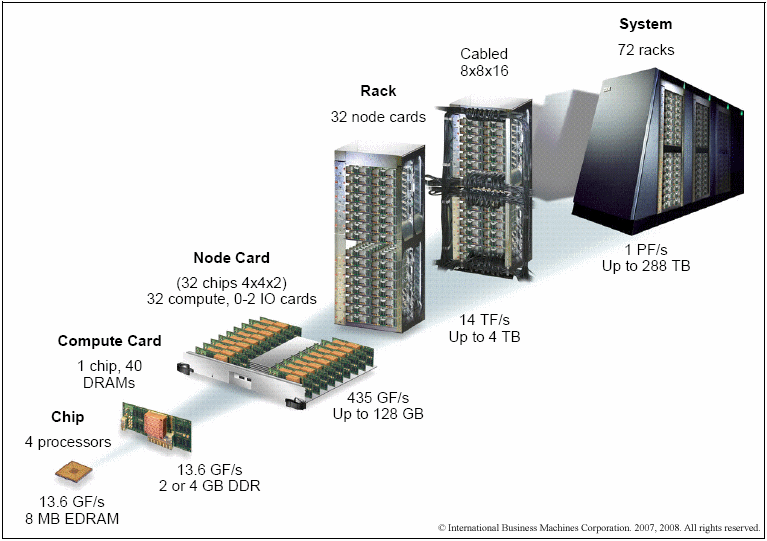 System
72 racks
Cabled
8x8x16
Rack
32 node cards
1 PF/s
Up to 288 TB
Node Card
(32 chips 4x4x2)
32 compute, 0-2 IO cards
14 TF/s
Up to 4 TB
Compute Card
1 chip, 40
DRAMs
435 GF/s
Up to 128 GB
Chip
4 processors
13.6 GF/s
2 or 4 GB DDR
13.6 GF/s
8 MB EDRAM
© International Business Machines Corporation. 2007, 2008. All rights reserved.